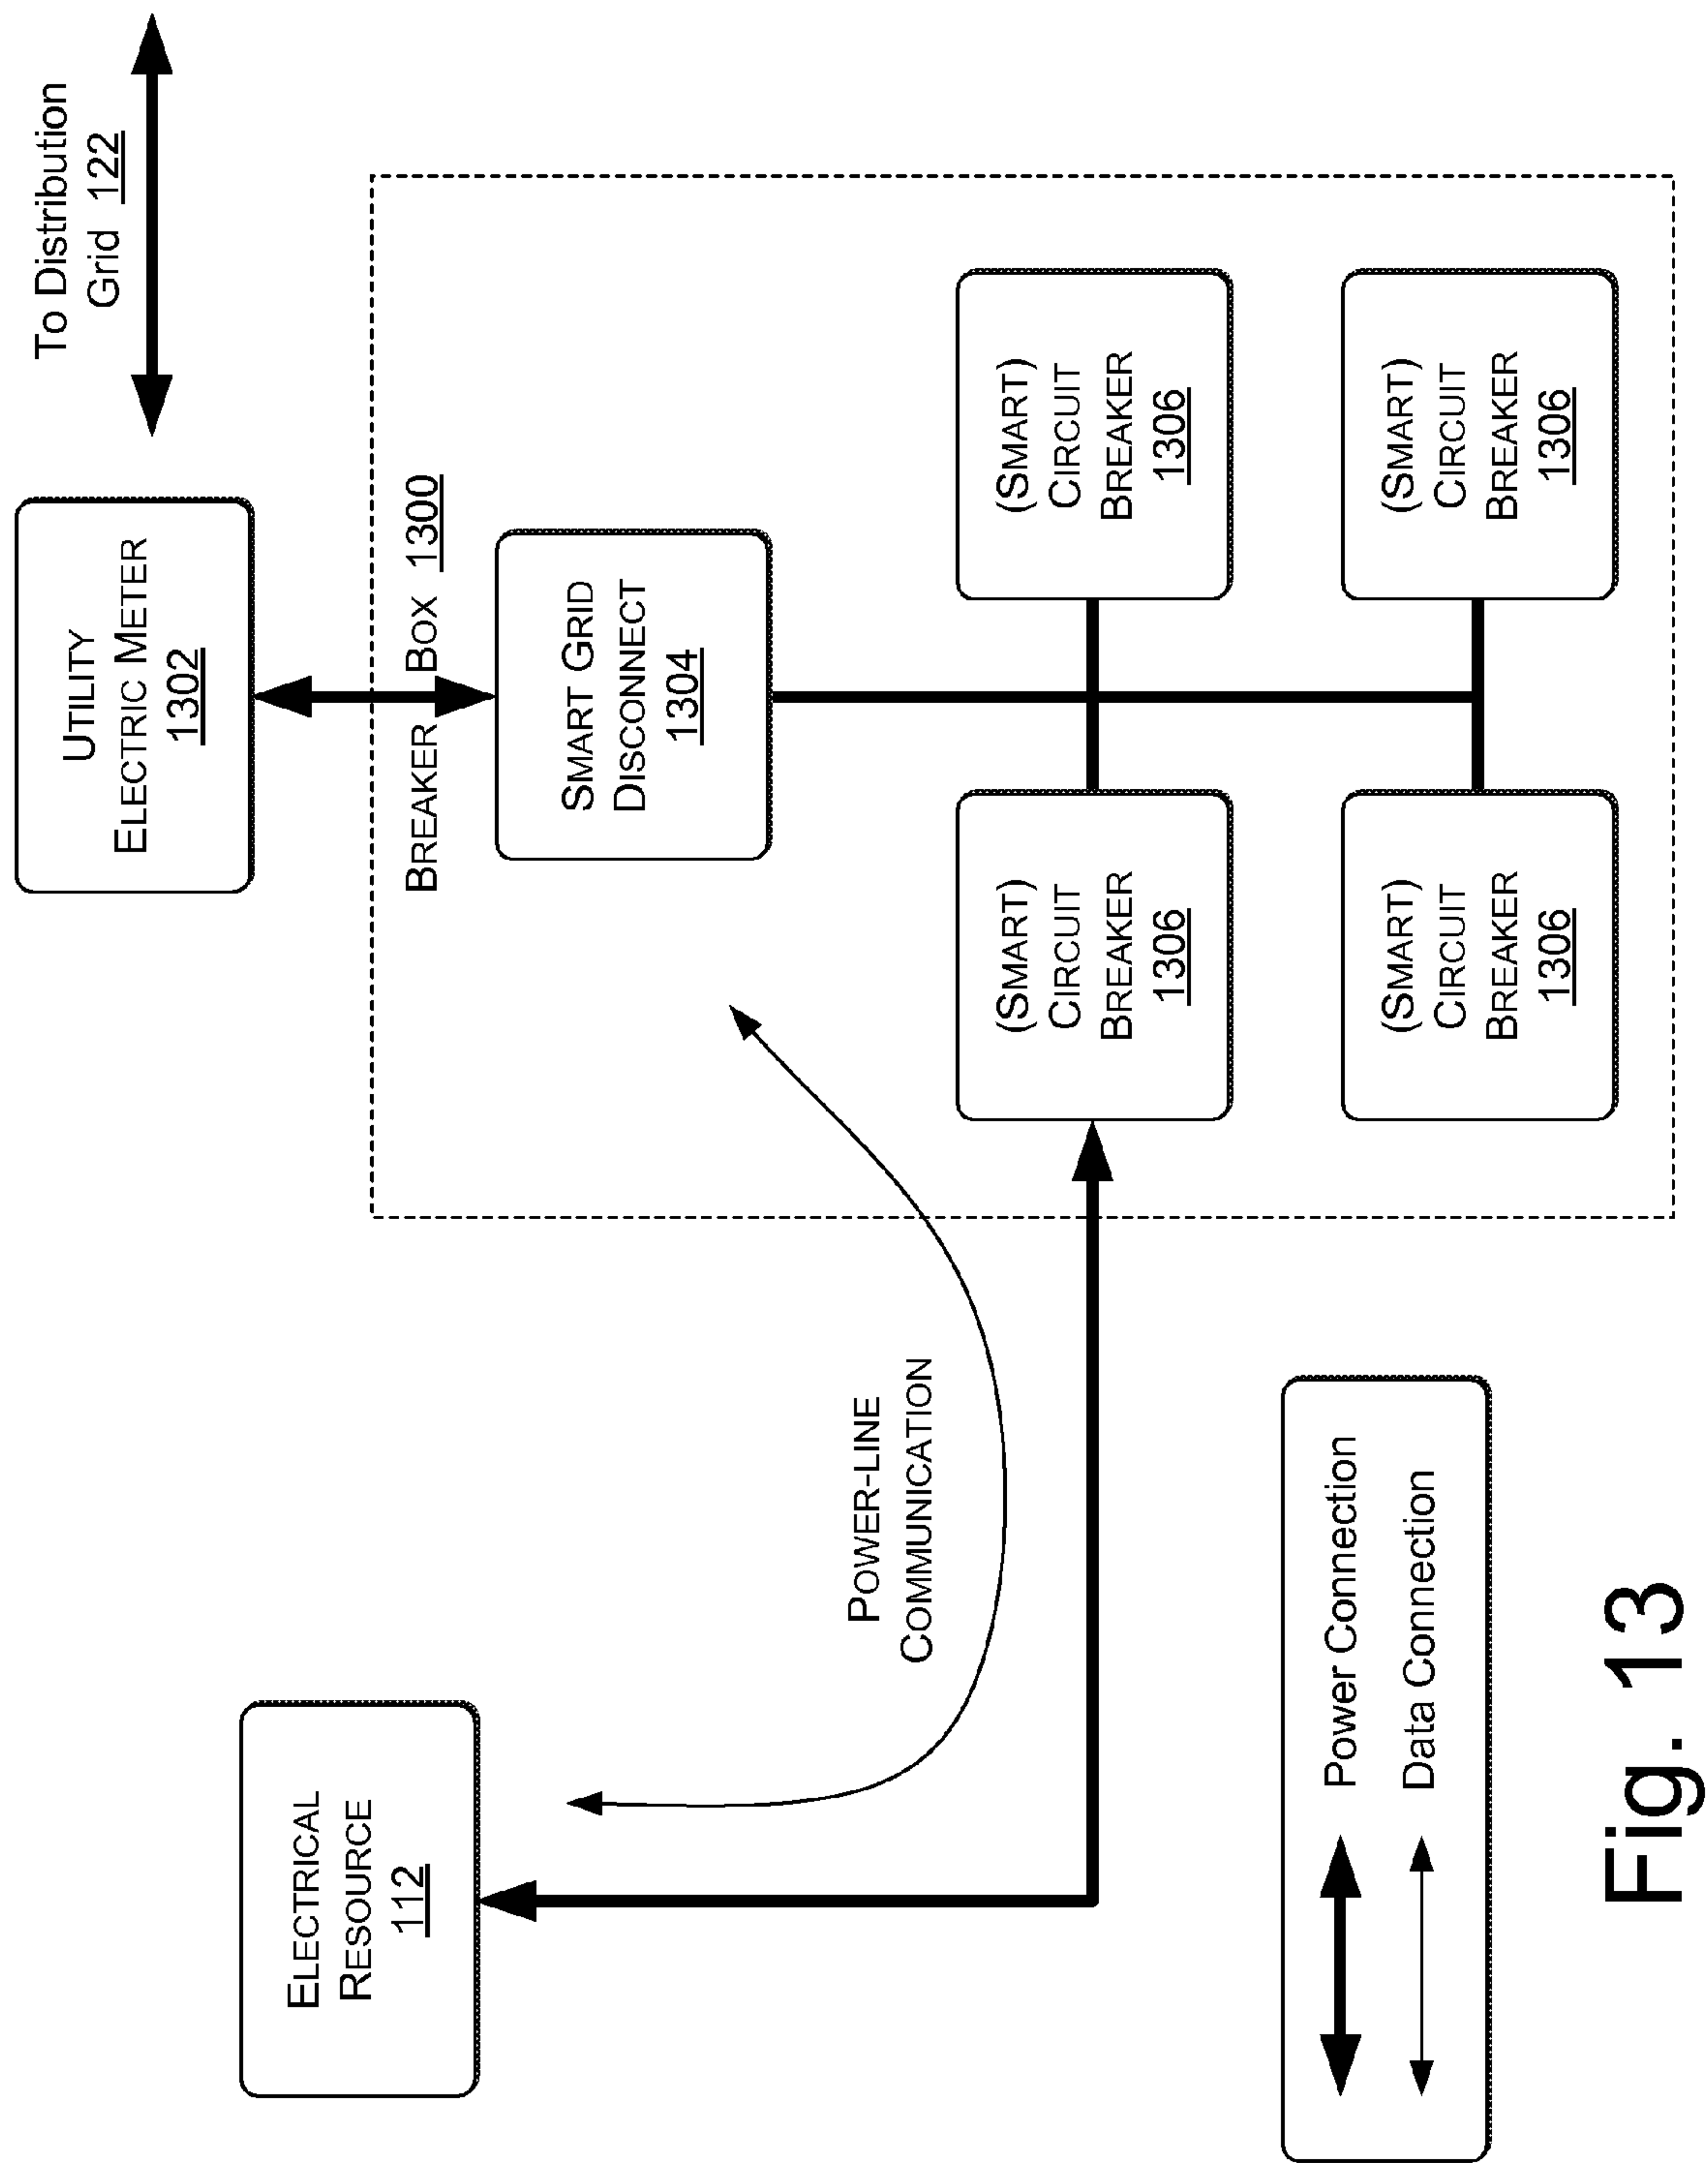 ELECTRICAL
RESOURCE
112
UTILITY
ELECTRIC METER
1302
To Distribution
Grid 122
BREAKER BOX 1300
SMART GRID
DISCONNECT
1304
POWER-LINE
COMMUNICATION
(SMART)
CIRCUIT
BREAKER
1306
(SMART)
CIRCUIT
BREAKER
1306
(SMART)
CIRCUIT
BREAKER
1306
(SMART)
CIRCUIT
BREAKER
1306
Power Connection
Data Connection
Fig. 13